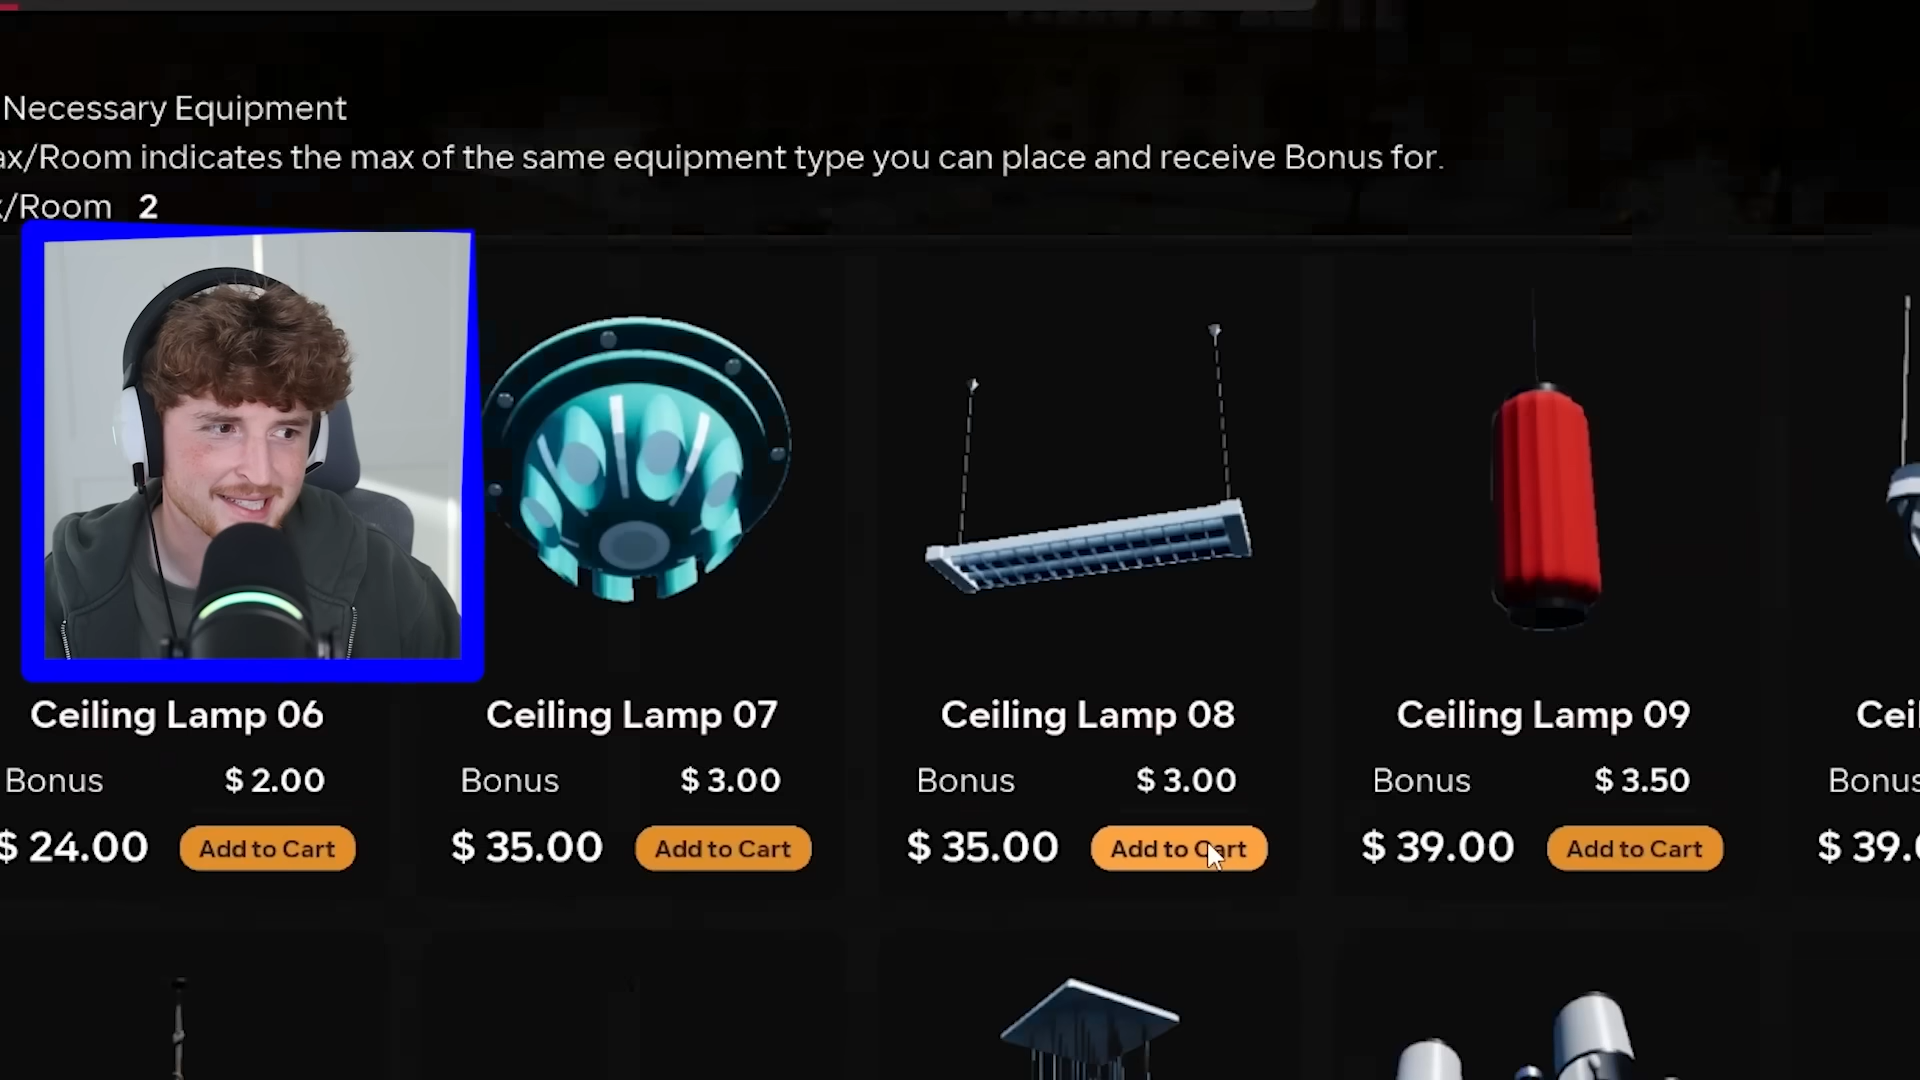 Necessary Equipment
ax/Room indicates the max of the same equipment type you can place and receive Bonus for.
x/Room 2
Ceiling Lamp 06
Ceiling Lamp 07
Ceiling Lamp 08
Ceiling Lamp 09
Ceil
Bonus $ 2.00
Bonus $ 3.00
Bonus $ 3.00
Bonus $ 3.50
Bonus
$ 24.00 Add to Cart
$ 35.00 Add to Cart
$ 35.00 Add to Cart
$ 39.00 Add to Cart
$ 39.0